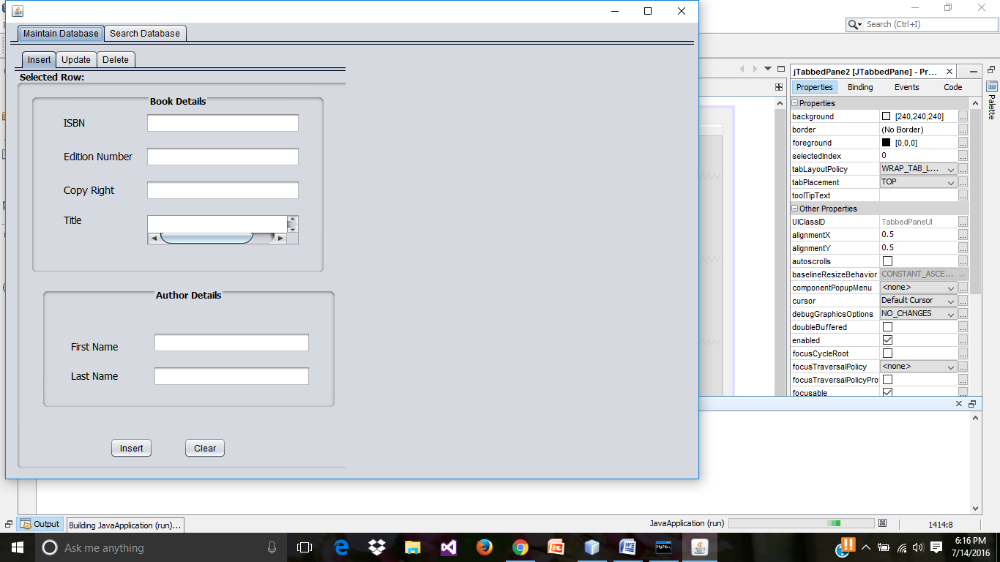 Search (Ctrl+I)
Maintain Database Search Database
Insert Update Delete
Selected Row:
Book Details
ISBN
Edition Number
Copy Right
Title
Author Details
First Name
Last Name
Insert Clear
jTabbedPane2 [JTabbedPane] - Pr...
Properties Binding Events Code
Properties
background [240,240,240] ...
border (No Border) ...
foreground [0,0,0] ...
selectedIndex 0 ...
tabLayoutPolicy WRAP_TAB_L... ...
tabPlacement TOP ...
toolTipText ...
Other Properties
UIClassID TabbedPaneUI ...
alignmentX 0.5 ...
alignmentY 0.5 ...
autoscrolls ...
baselineResizeBehavior CONSTANT_ASCE... ...
componentPopupMenu <none> ...
cursor Default Cursor ...
debugGraphicsOptions NO_CHANGES ...
doubleBuffered ...
enabled ...
focusCycleRoot ...
focusTraversalPolicy <none> ...
focusTraversalPolicyPro ...
focusable ...
Palette
Output Building JavaApplication (run)... JavaApplication (run) 1414:8
Ask me anything
MySQL
6:16 PM
7/14/2016